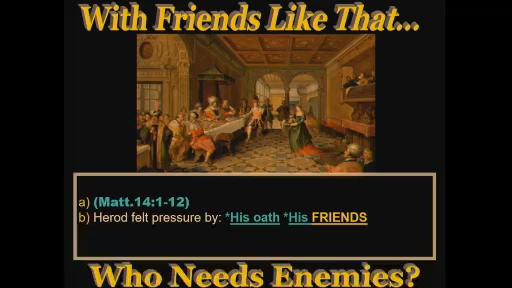 With Friends Like That...
a) (Matt.14:1-12)
b) Herod felt pressure by: *His oath *His FRIENDS
Who Needs Enemies?